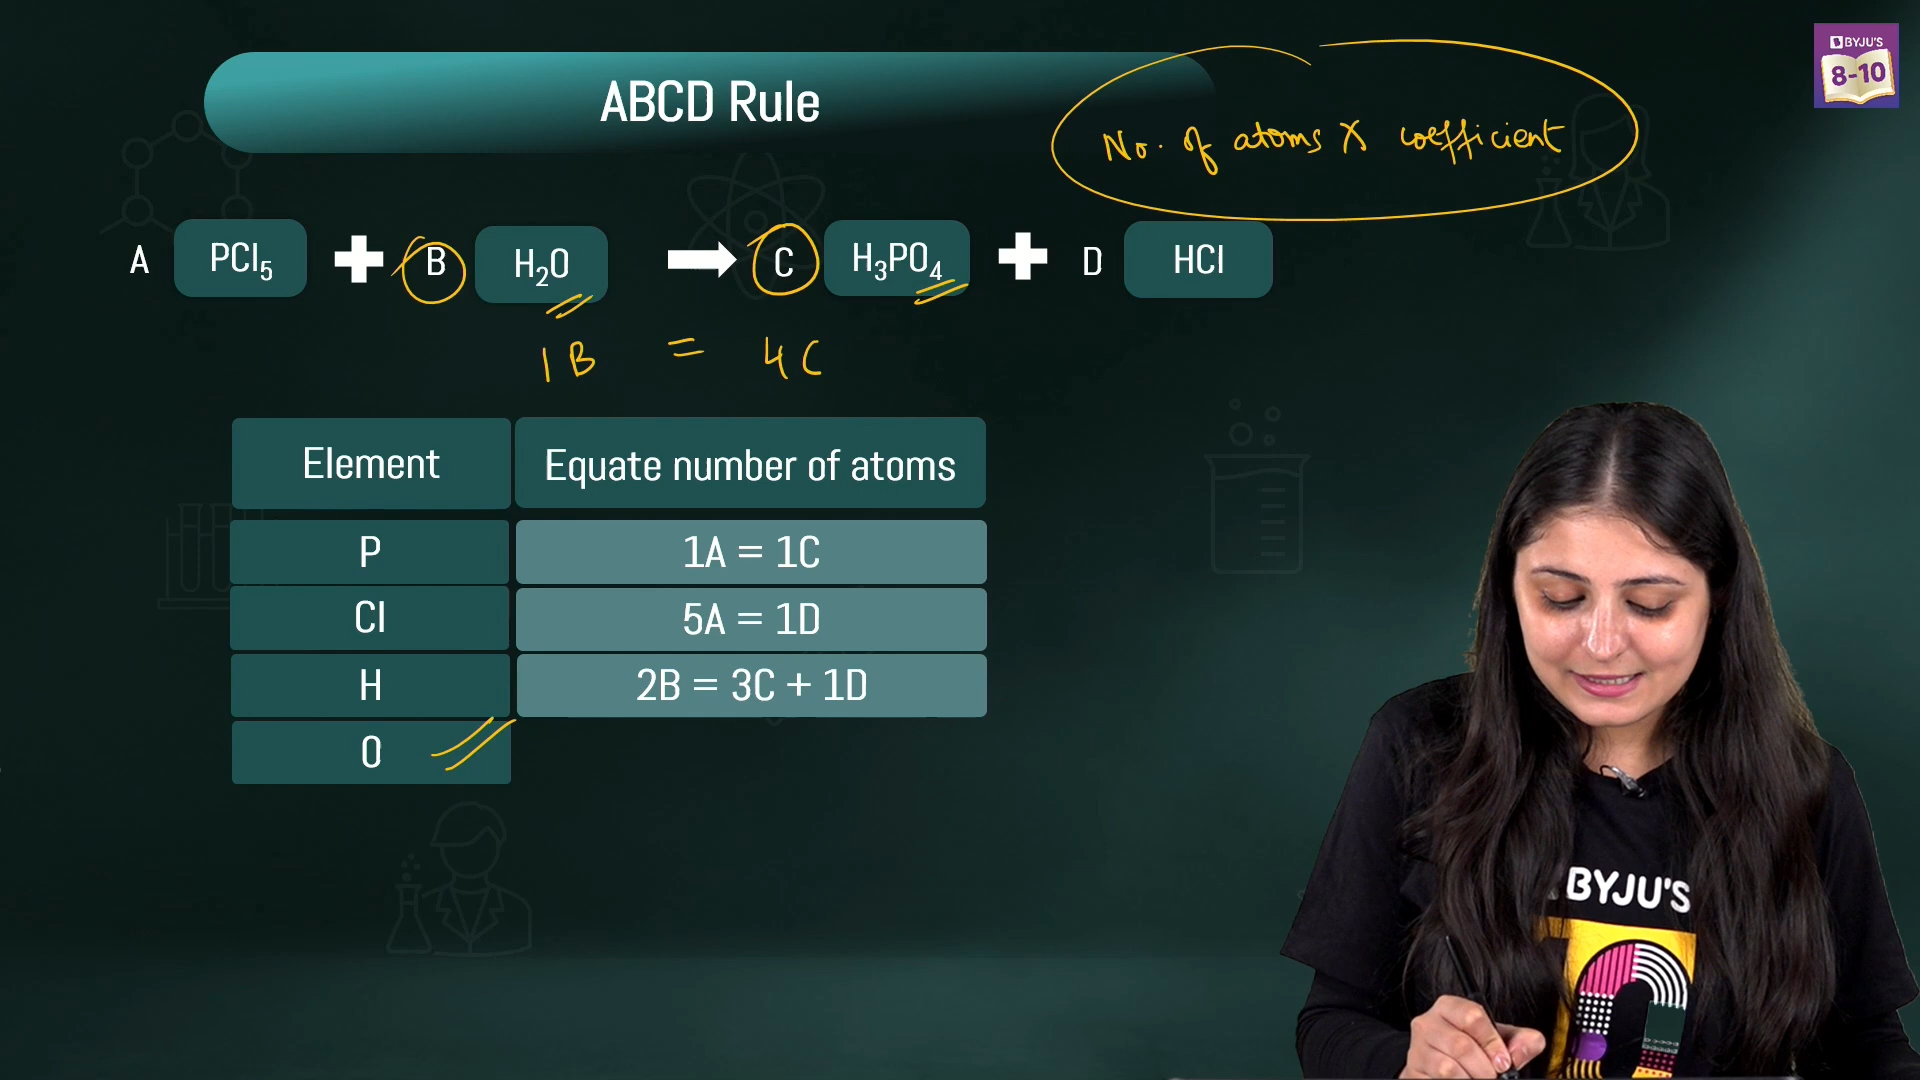 BYJU'S
8-10
ABCD Rule
No. of atoms X coefficient
A PCl₅ + B H₂O → C H₃PO₄ + D HCl
1B = 4C
Element Equate number of atoms
P 1A = 1C
Cl 5A = 1D
H 2B = 3C + 1D
O
BYJU'S